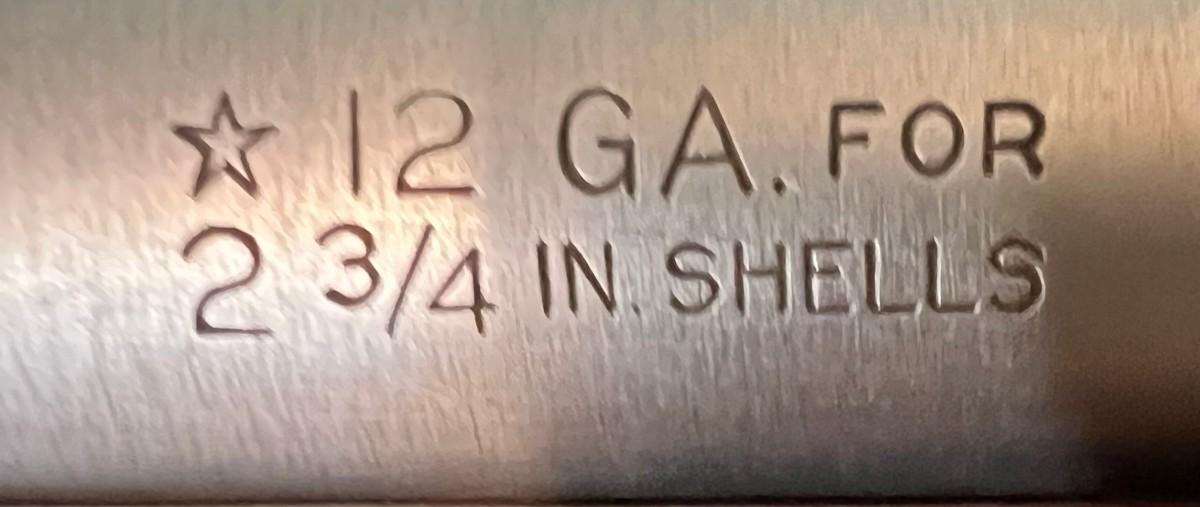 ☆ 12 GA. FOR
2 3/4 IN. SHELLS